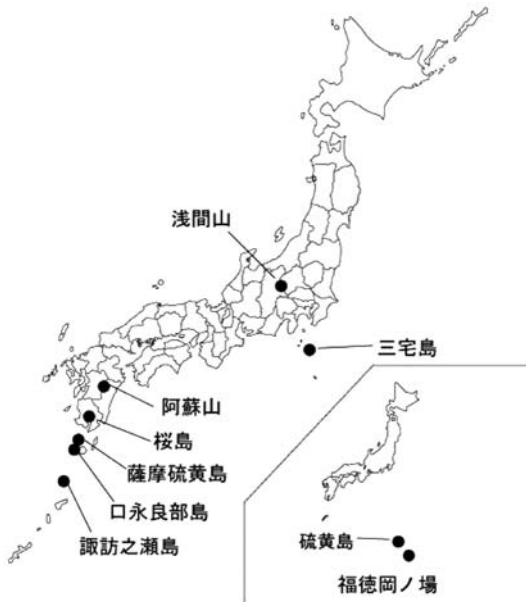 浅間山
三宅島
阿蘇山
桜島
薩摩硫黄島
口永良部島
諏訪之瀬島
硫黄島
福徳岡ノ場